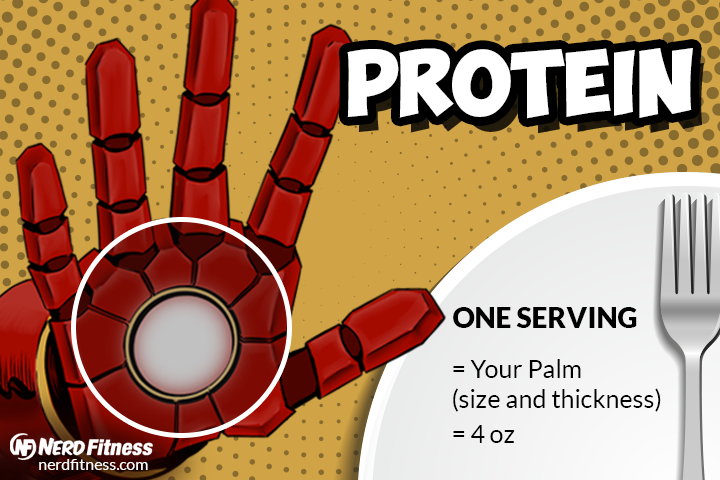 PROTEIN
ONE SERVING
= Your Palm
(size and thickness)
= 4 oz
NF NERD FITNESS
nerdfitness.com